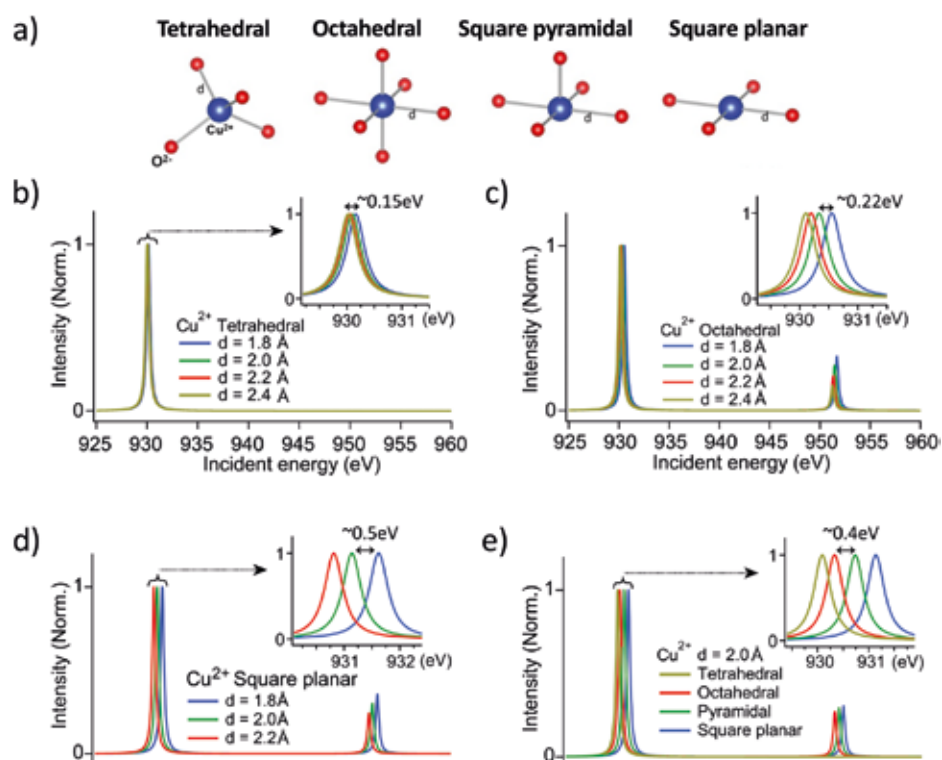 a)
Tetrahedral Octahedral Square pyramidal Square planar
d d d d
Cu²⁺
O²⁻
b)
Intensity (Norm.)
1
0
~0.15eV
1
0
930 931 (eV)
Cu²⁺ Tetrahedral
d = 1.8 Å
d = 2.0 Å
d = 2.2 Å
d = 2.4 Å
925 930 935 940 945 950 955 960
Incident energy (eV)
c)
Intensity (Norm.)
1
0
~0.22eV
1
0
930 931 (eV)
Cu²⁺ Octahedral
d = 1.8Å
d = 2.0 Å
d = 2.2 Å
d = 2.4 Å
925 930 935 940 945 950 955 960
Incident energy (eV)
d)
Intensity (Norm.)
1
0
~0.5eV
1
0
931 932 (eV)
Cu²⁺ Square planar
d = 1.8Å
d = 2.0Å
d = 2.2Å
e)
Intensity (Norm.)
1
0
~0.4eV
1
0
930 931 (eV)
Cu²⁺ d = 2.0Å
Tetrahedral
Octahedral
Pyramidal
Square planar